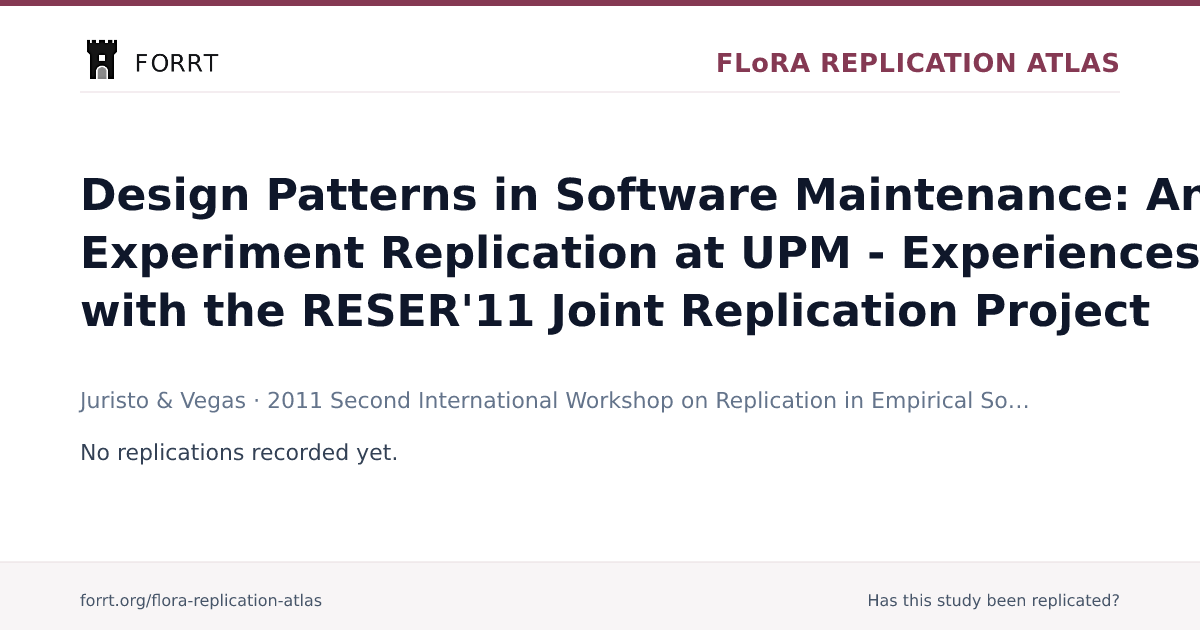 FORRT
FLoRA REPLICATION ATLAS
Design Patterns in Software Maintenance: An
Experiment Replication at UPM - Experiences
with the RESER'11 Joint Replication Project
Juristo & Vegas · 2011 Second International Workshop on Replication in Empirical So…
No replications recorded yet.
forrt.org/flora-replication-atlas
Has this study been replicated?